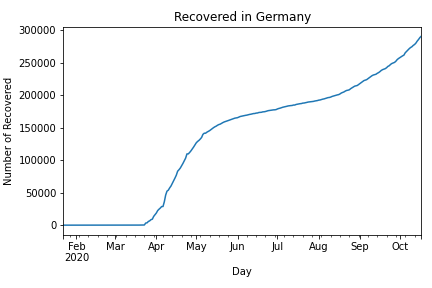 Recovered in Germany
Number of Recovered
300000
250000
200000
150000
100000
50000
0
Feb Mar Apr May Jun Jul Aug Sep Oct
2020
Day